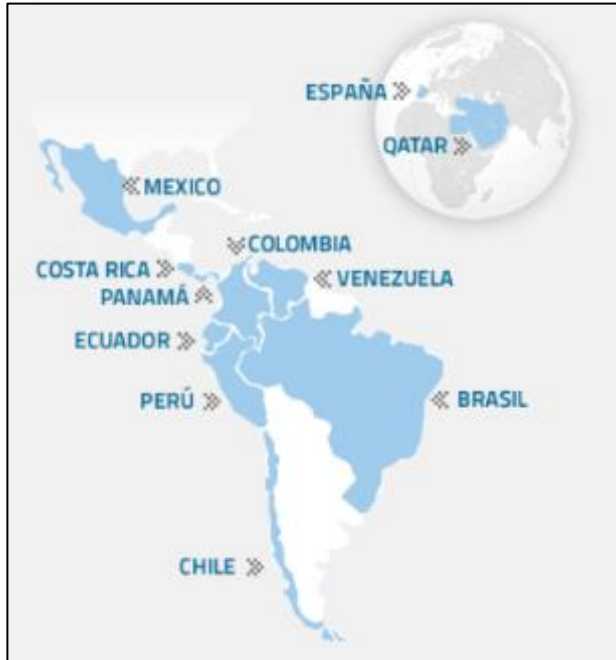 ESPAÑA
QATAR
MEXICO
COLOMBIA
COSTA RICA
VENEZUELA
PANAMÁ
ECUADOR
PERÚ
BRASIL
CHILE